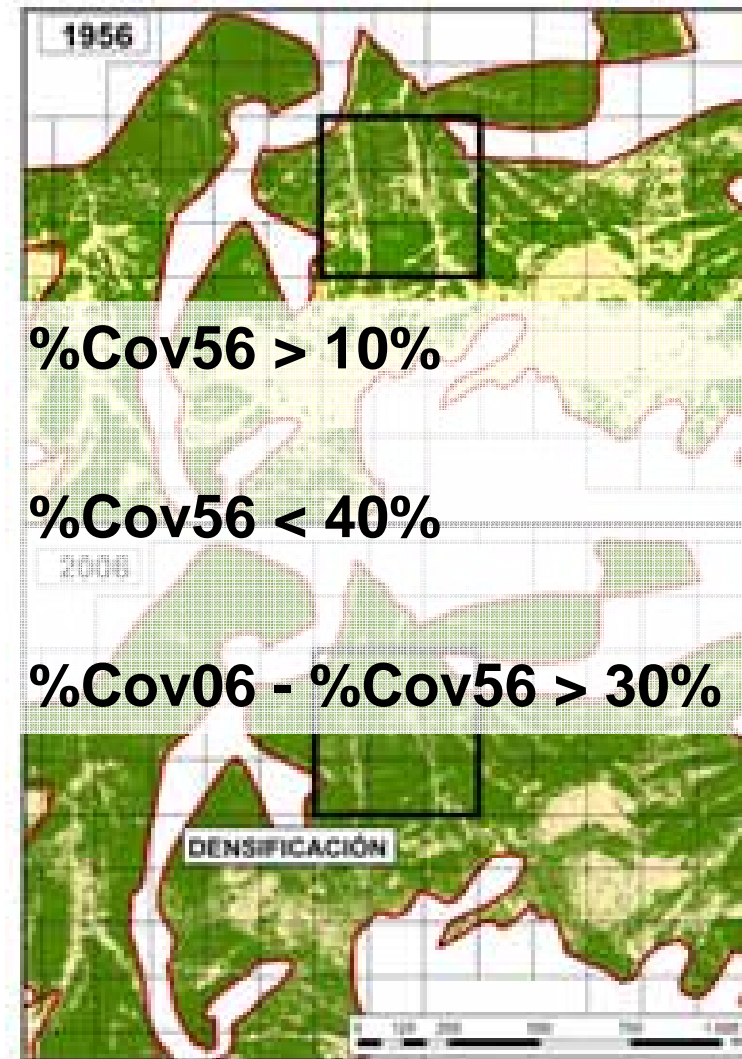 1956
%Cov56 > 10%
%Cov56 < 40%
2006
%Cov06 - %Cov56 > 30%
DENSIFICACIÓN